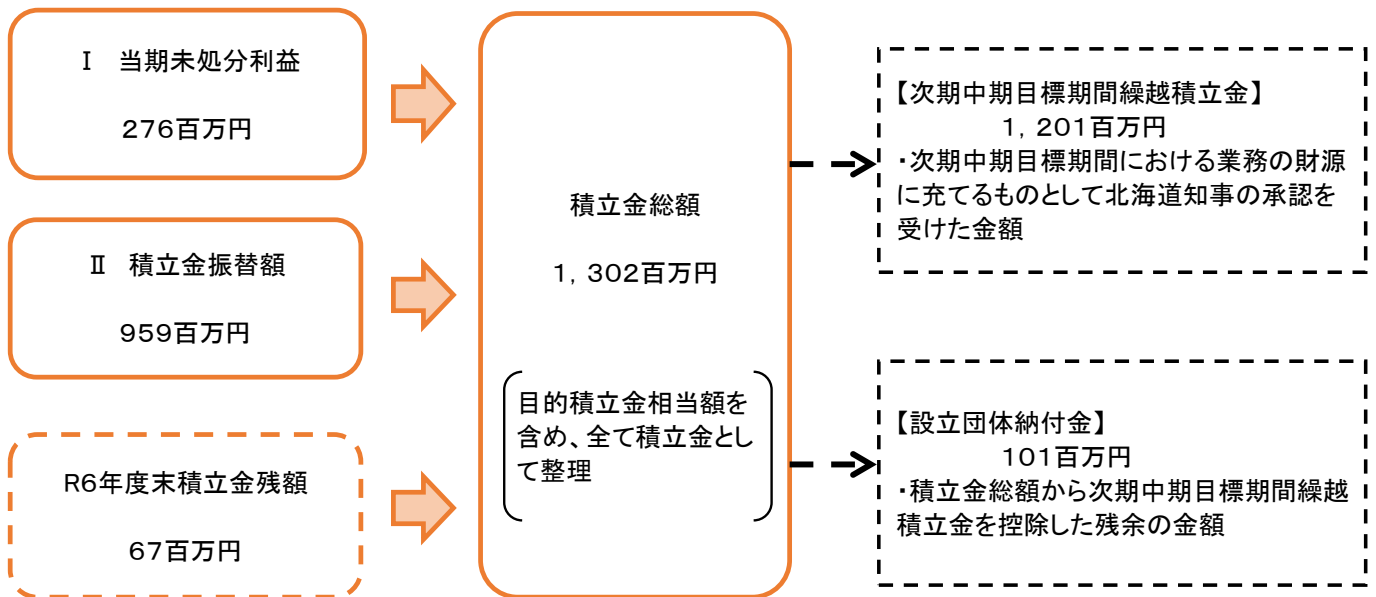 Ⅰ　当期未処分利益
276百万円
Ⅱ　積立金振替額
959百万円
R6年度末積立金残額
67百万円
積立金総額
1，302百万円
目的積立金相当額を
含め、全て積立金とし
て整理
【次期中期目標期間繰越積立金】
1，201百万円
・次期中期目標期間における業務の財源
に充てるものとして北海道知事の承認を
受けた金額
【設立団体納付金】
101百万円
・積立金総額から次期中期目標期間繰越
積立金を控除した残余の金額